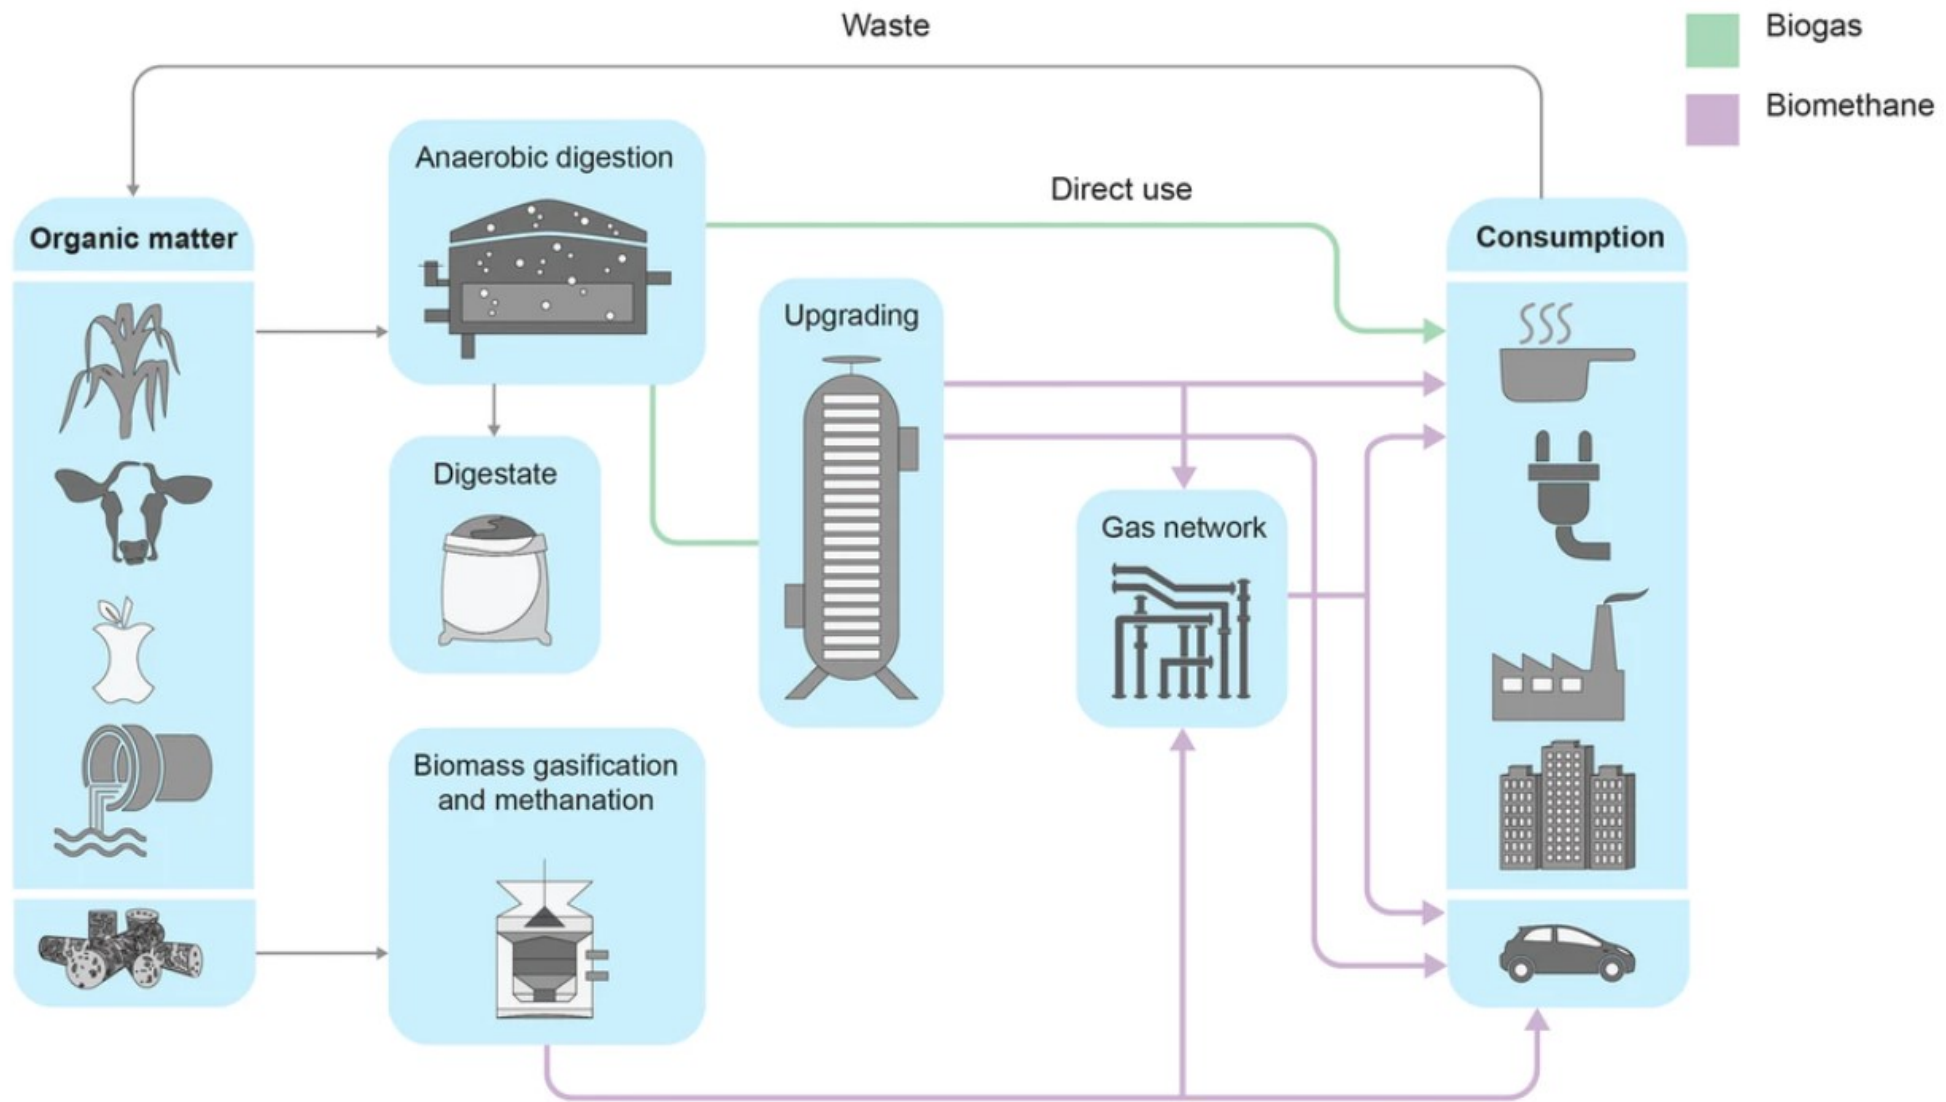 Waste
Biogas
Biomethane
Anaerobic digestion
Direct use
Organic matter
Consumption
Upgrading
Digestate
Gas network
Biomass gasification
and methanation